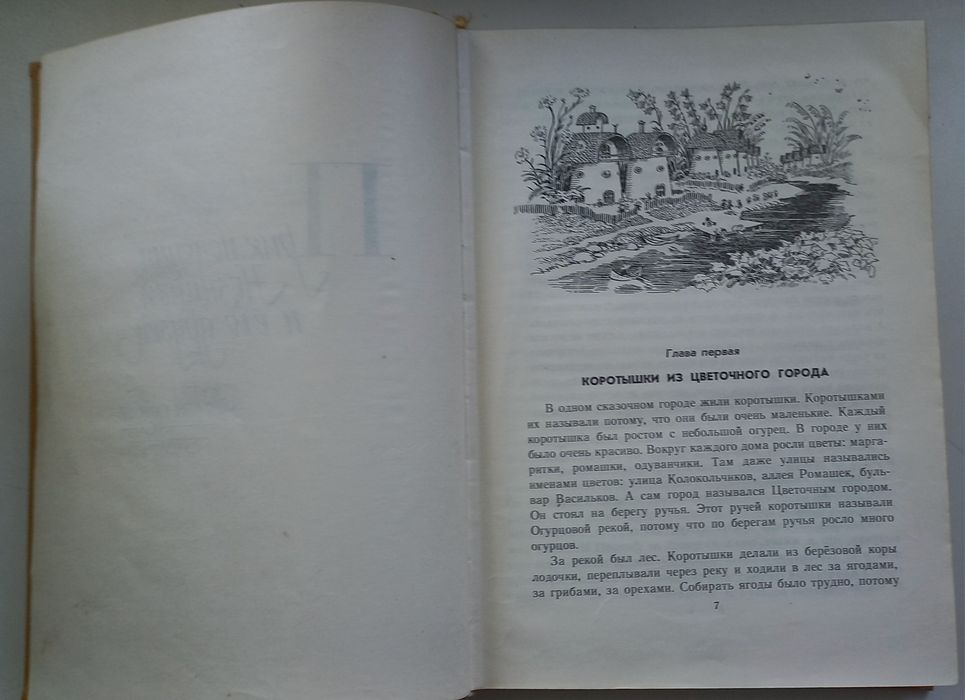 Глава первая
КОРОТЫШКИ ИЗ ЦВЕТОЧНОГО ГОРОДА
В одном сказочном городе жили коротышки. Коротышками
их называли потому, что они были очень маленькие. Каждый
коротышка был ростом с небольшой огурец. В городе у них
было очень красиво. Вокруг каждого дома росли цветы: марга-
ритки, ромашки, одуванчики. Там даже улицы назывались
именами цветов: улица Колокольчиков, аллея Ромашек, буль-
вар Васильков. А сам город назывался Цветочным городом.
Он стоял на берегу ручья. Этот ручей коротышки называли
Огурцовой рекой, потому что по берегам ручья росло много
огурцов.
За рекой был лес. Коротышки делали из берёзовой коры
лодочки, переплывали через реку и ходили в лес за ягодами,
за грибами, за орехами. Собирать ягоды было трудно, потому
7